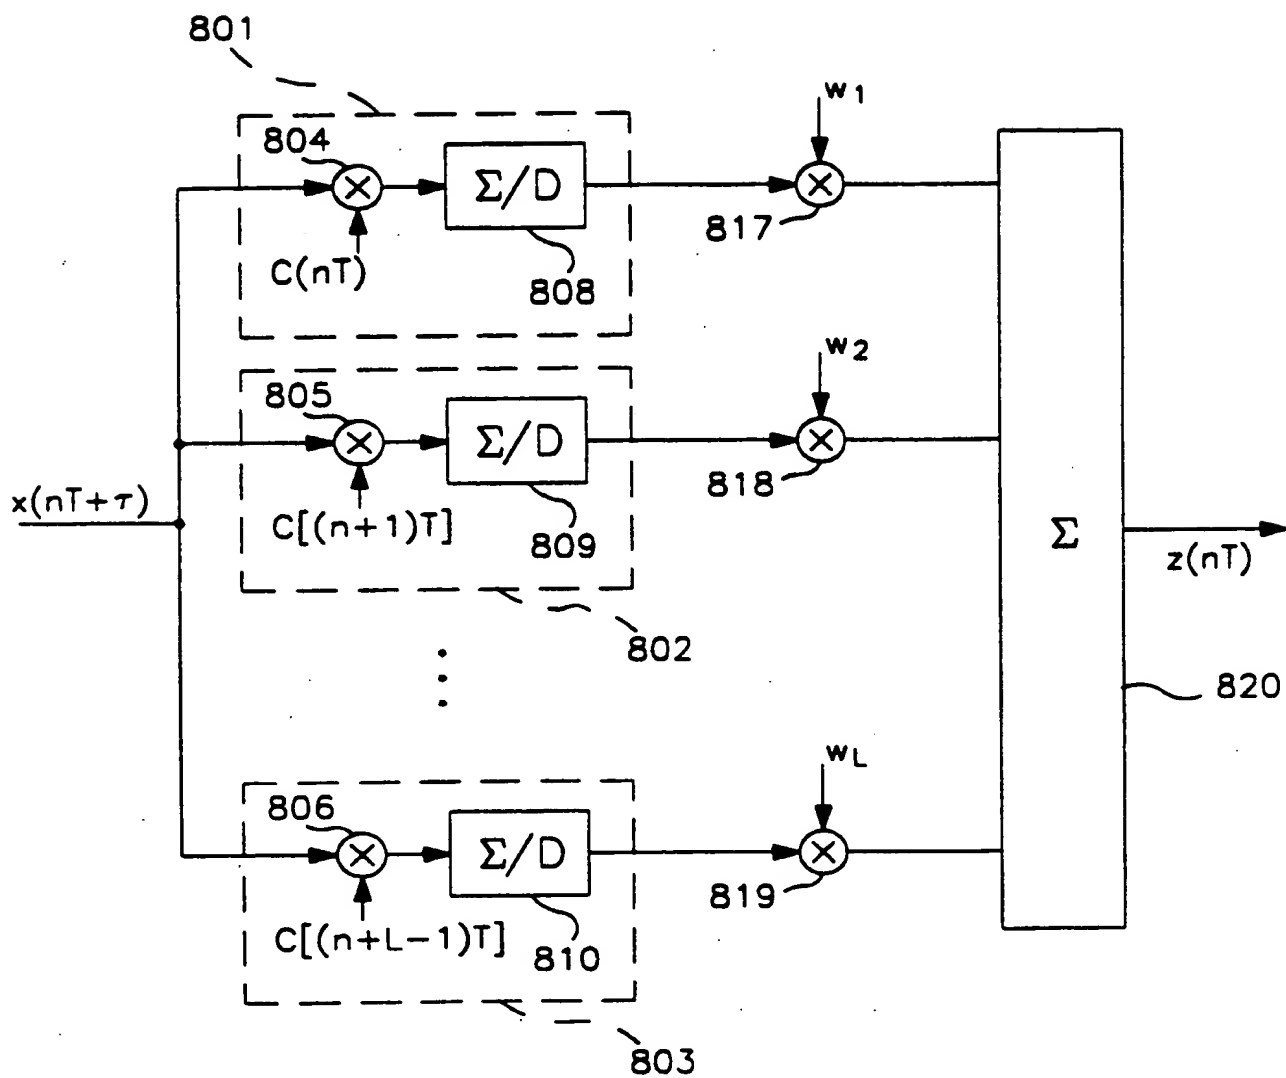 801
w1
804
Σ/D
817
C(nT)
808
w2
805
Σ/D
818
x(nT+τ)
C[(n+1)T]
809
Σ
z(nT)
802
820
wL
806
Σ/D
819
C[(n+L-1)T]
810
803